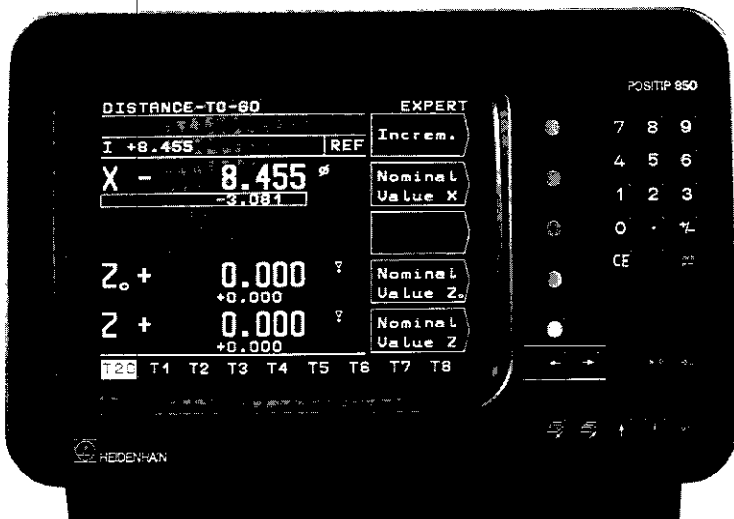 POSITIP 850
DISTANCE-TO-GO EXPERT
Increm.
I +8.455 REF
X - 8.455 ø
-3.081
Nominal
Value X
Z₀ + 0.000
+0.000
Nominal
Value Z₀
Z + 0.000
+0.000
Nominal
Value Z
T20 T1 T2 T3 T4 T5 T6 T7 T8
7 8 9
4 5 6
1 2 3
0 · +/-
CE
← →
↑
HEIDENHAIN